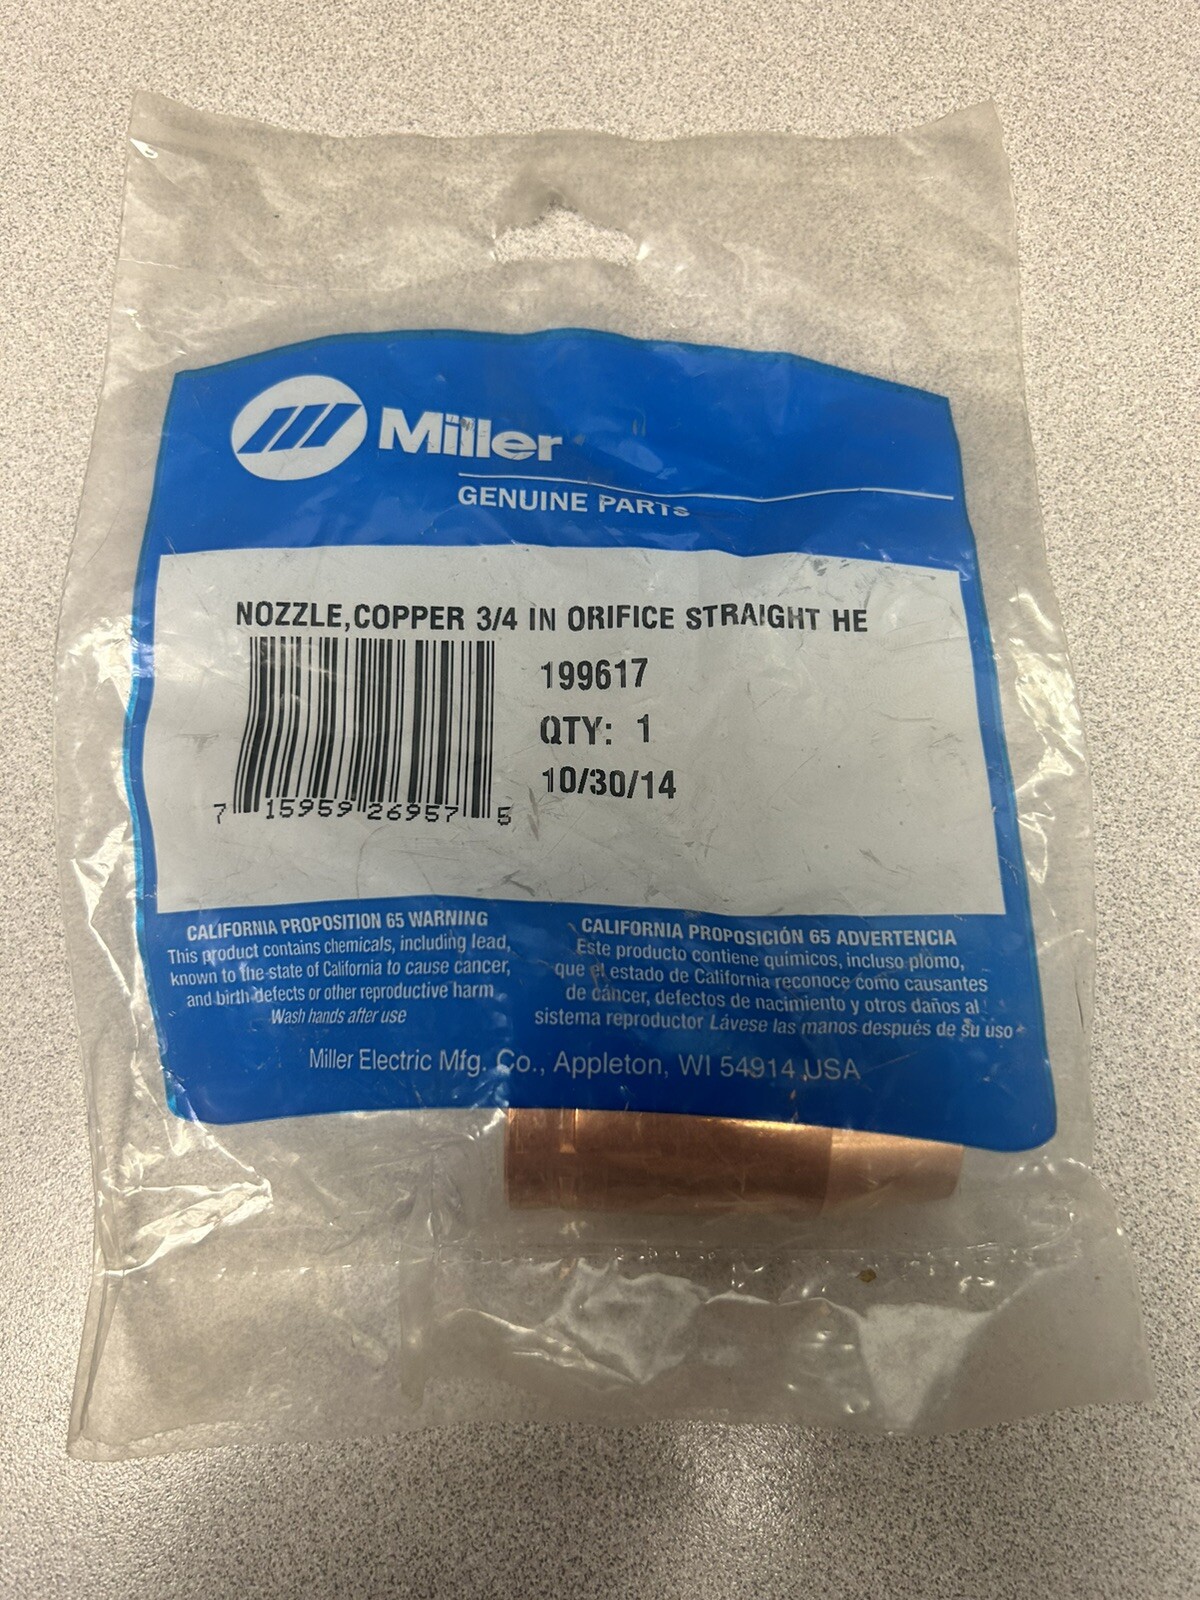 Miller
GENUINE PARTS
NOZZLE,COPPER 3/4 IN ORIFICE STRAIGHT HE
199617
QTY: 1
10/30/14
7 15959 26957 5
CALIFORNIA PROPOSITION 65 WARNING
This product contains chemicals, including lead,
known to the state of California to cause cancer,
and birth defects or other reproductive harm
Wash hands after use
CALIFORNIA PROPOSICIÓN 65 ADVERTENCIA
Este producto contiene químicos, incluso plomo,
que el estado de California reconoce como causantes
de cáncer, defectos de nacimiento y otros daños al
sistema reproductor Lávese las manos después de su uso
Miller Electric Mfg. Co., Appleton, WI 54914 USA